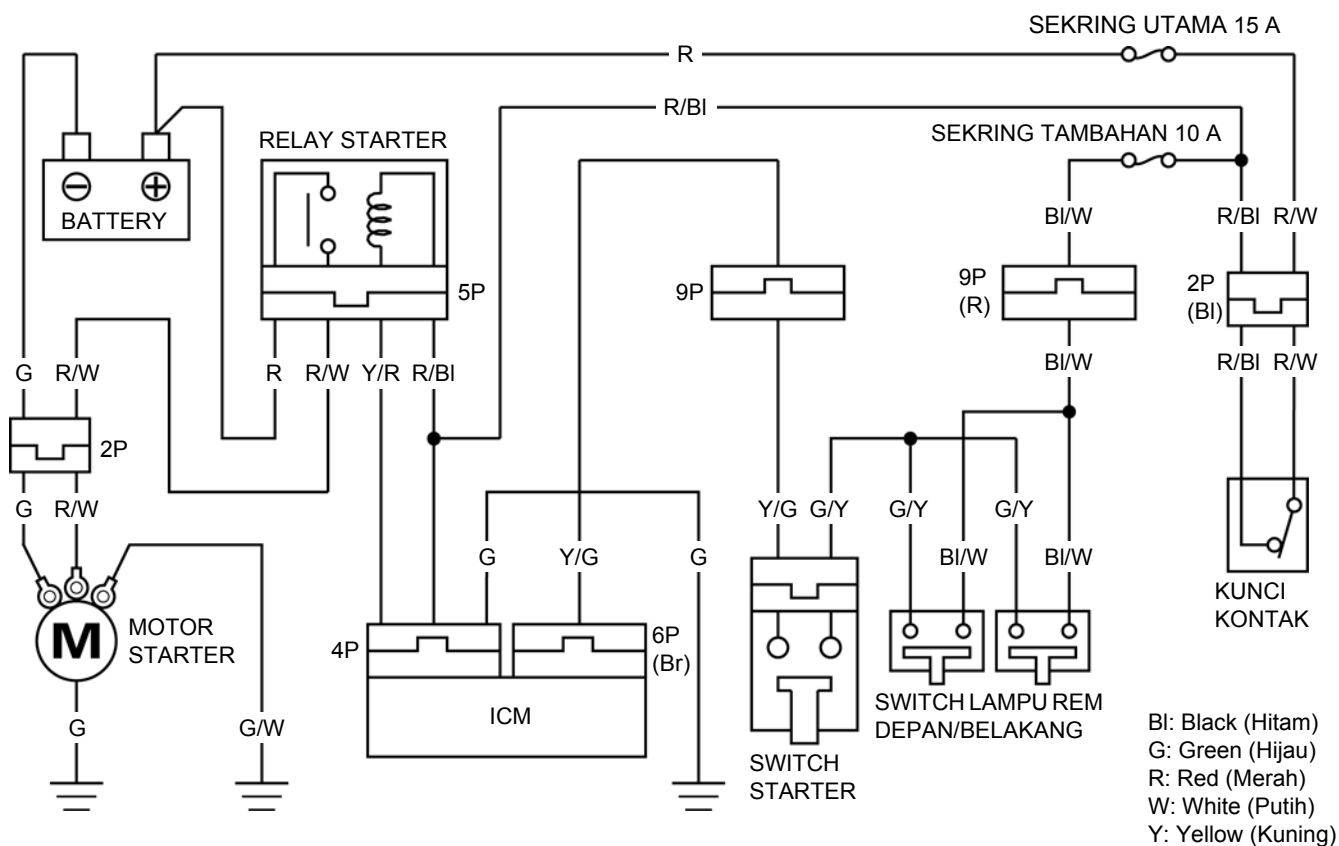 SEKRING UTAMA 15 A
R
R/Bl
RELAY STARTER
SEKRING TAMBAHAN 10 A
BATTERY
Bl/W
R/Bl
R/W
5P
9P
9P
(R)
2P
(Bl)
G
R/W
R
R/W
Y/R
R/Bl
Bl/W
R/Bl
R/W
2P
G
R/W
Y/G
G/Y
G/Y
G/Y
G
Y/G
G
Bl/W
Bl/W
KUNCI
KONTAK
M
MOTOR
STARTER
4P
6P
(Br)
ICM
SWITCH LAMPU REM
DEPAN/BELAKANG
G
G/W
SWITCH
STARTER
Bl: Black (Hitam)
G: Green (Hijau)
R: Red (Merah)
W: White (Putih)
Y: Yellow (Kuning)